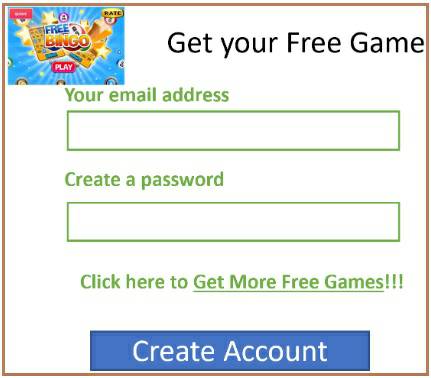 RATE
FREE
BINGO
PLAY
Get your Free Game
Your email address
Create a password
Click here to Get More Free Games!!!
Create Account